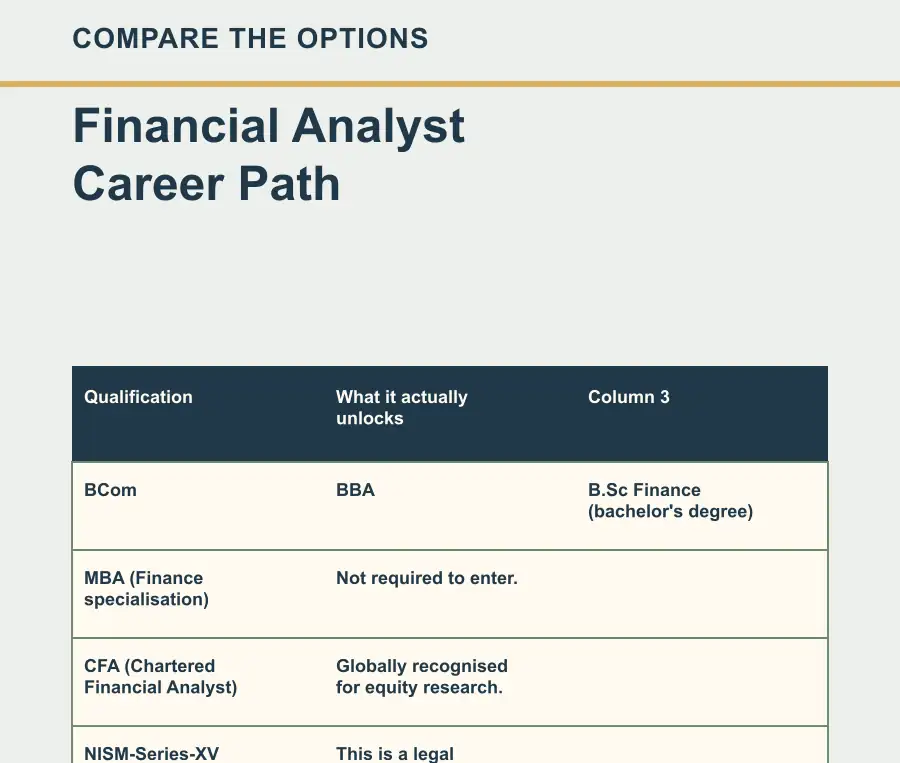 COMPARE THE OPTIONS
Financial Analyst
Career Path
Qualification
What it actually
unlocks
Column 3
BCom
BBA
B.Sc Finance
(bachelor's degree)
MBA (Finance
specialisation)
Not required to enter.
CFA (Chartered
Financial Analyst)
Globally recognised
for equity research.
NISM-Series-XV
This is a legal